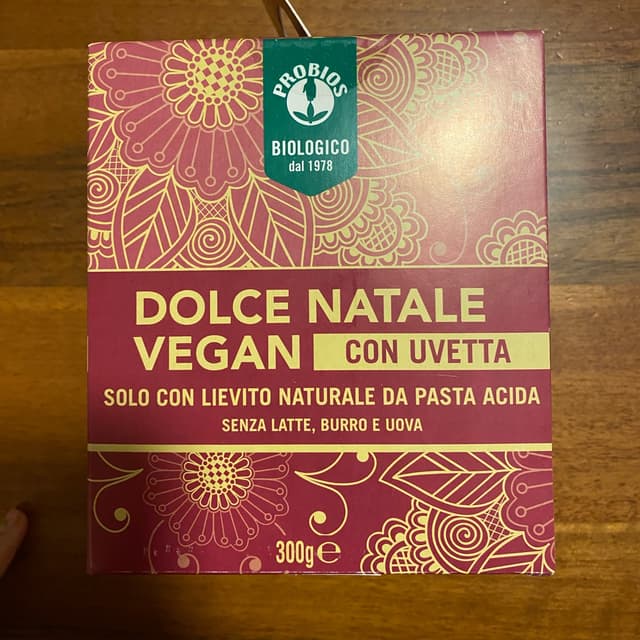 PROBIOS
BIOLOGICO
dal 1978
DOLCE NATALE
VEGAN CON UVETTA
SOLO CON LIEVITO NATURALE DA PASTA ACIDA
SENZA LATTE, BURRO E UOVA
300g℮